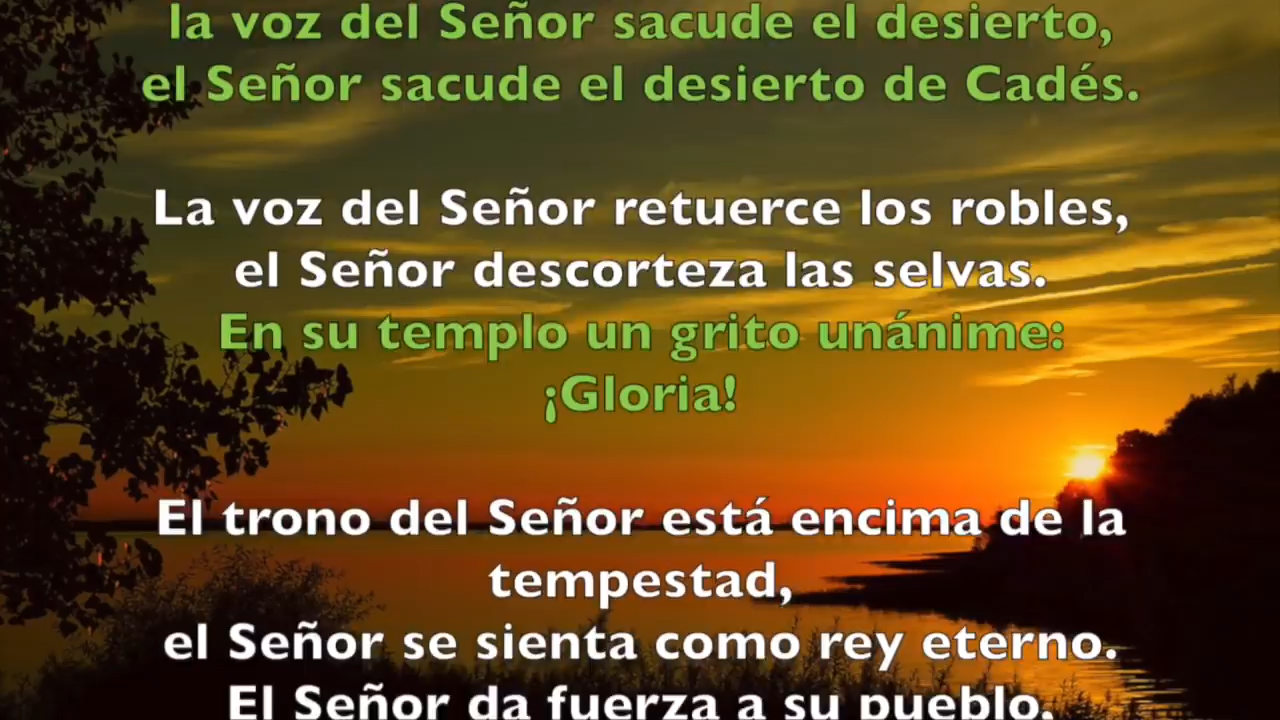 la voz del Señor sacude el desierto,
el Señor sacude el desierto de Cadés.
La voz del Señor retuerce los robles,
el Señor descorteza las selvas.
En su templo un grito unánime:
¡Gloria!
El trono del Señor está encima de la
tempestad,
el Señor se sienta como rey eterno.
El Señor da fuerza a su pueblo,